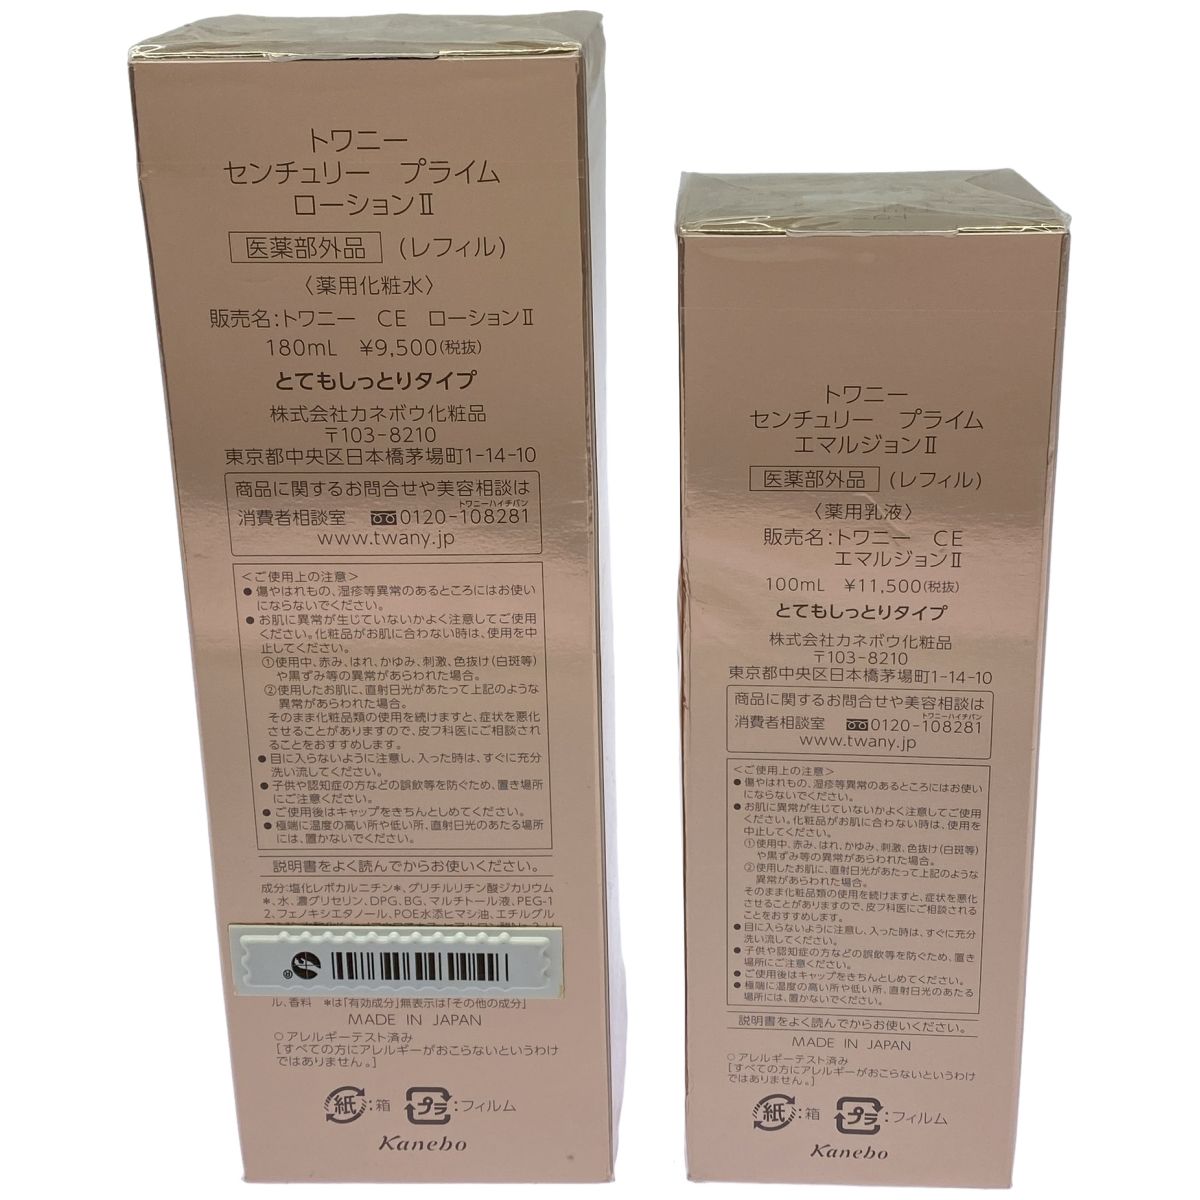 トワニー
センチュリー　プライム
ローションⅡ
医薬部外品 (レフィル)
〈薬用化粧水〉
販売名：トワニー　CE　ローションⅡ
180mL　¥9,500(税抜)
とてもしっとりタイプ
株式会社カネボウ化粧品
〒103-8210
東京都中央区日本橋茅場町1-14-10
商品に関するお問合せや美容相談は
トワニーハイチバン
消費者相談室　0120-108281
www.twany.jp
＜ご使用上の注意＞
●傷やはれもの、湿疹等異常のあるところにはお使い
にならないでください。
●お肌に異常が生じていないかよく注意してご使用
ください。化粧品がお肌に合わない時は、使用を中
止してください。
①使用中、赤み、はれ、かゆみ、刺激、色抜け(白斑等)
や黒ずみ等の異常があらわれた場合。
②使用したお肌に、直射日光があたって上記のような
異常があらわれた場合。
そのまま化粧品類の使用を続けますと、症状を悪化
させることがありますので、皮フ科医にご相談され
ることをおすすめします。
●目に入らないように注意し、入った時は、すぐに充分
洗い流してください。
●子供や認知症の方などの誤飲等を防ぐため、置き場所
にご注意ください。
●ご使用後はキャップをきちんとしめてください。
●極端に温度の高い所や低い所、直射日光のあたる場所
には、置かないでください。
説明書をよく読んでからお使いください。
成分：塩化レボカルニチン＊、グリチルリチン酸ジカリウム
＊、水、濃グリセリン、DPG、BG、マルチトール液、PEG-1
2、フェノキシエタノール、POE水添ヒマシ油、エチルグル
®
ル、香料　＊は「有効成分」無表示は「その他の成分」
MADE IN JAPAN
○アレルギーテスト済み
［すべての方にアレルギーがおこらないというわけ
ではありません。］
紙：箱　プラ：フィルム
Kanebo
トワニー
センチュリー　プライム
エマルジョンⅡ
医薬部外品 (レフィル)
〈薬用乳液〉
販売名：トワニー　CE
エマルジョンⅡ
100mL　¥11,500(税抜)
とてもしっとりタイプ
株式会社カネボウ化粧品
〒103-8210
東京都中央区日本橋茅場町1-14-10
商品に関するお問合せや美容相談は
トワニーハイチバン
消費者相談室　0120-108281
www.twany.jp
＜ご使用上の注意＞
●傷やはれもの、湿疹等異常のあるところにはお使い
にならないでください。
●お肌に異常が生じていないかよく注意してご使用
ください。化粧品がお肌に合わない時は、使用を
中止してください。
①使用中、赤み、はれ、かゆみ、刺激、色抜け(白斑等)
や黒ずみ等の異常があらわれた場合。
②使用したお肌に、直射日光があたって上記のような
異常があらわれた場合。
そのまま化粧品類の使用を続けますと、症状を悪化
させることがありますので、皮フ科医にご相談され
ることをおすすめします。
●目に入らないように注意し、入った時は、すぐに充分
洗い流してください。
●子供や認知症の方などの誤飲等を防ぐため、置き
場所にご注意ください。
●ご使用後はキャップをきちんとしめてください。
●極端に温度の高い所や低い所、直射日光のあたる
場所には、置かないでください。
説明書をよく読んでからお使いください。
MADE IN JAPAN
○アレルギーテスト済み
［すべての方にアレルギーがおこらないというわけ
ではありません。］
紙：箱　プラ：フィルム
Kanebo